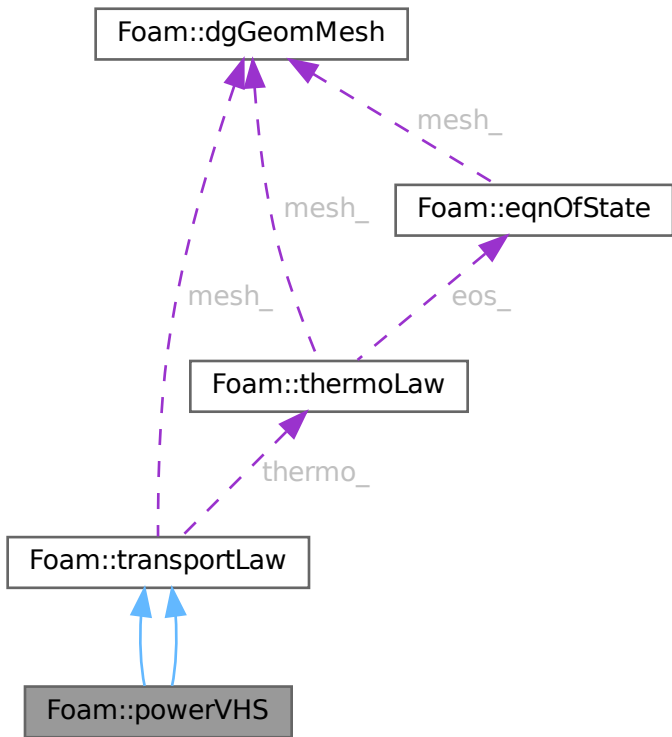 Foam::dgGeomMesh
mesh_
Foam::eqnOfState
mesh_
mesh_
eos_
Foam::thermoLaw
thermo_
Foam::transportLaw
Foam::powerVHS